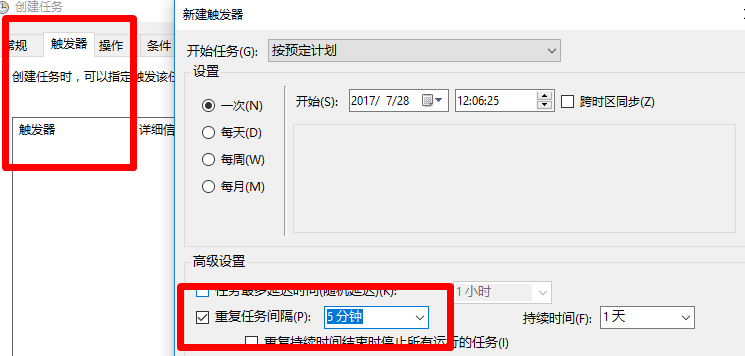 创建任务
新建触发器
常规 触发器 操作 条件
创建任务时，可以指定触发该任
触发器 详细信
开始任务(G): 按预定计划
设置
一次(N)
每天(D)
每周(W)
每月(M)
开始(S): 2017/ 7/28 12:06:25 跨时区同步(Z)
高级设置
任务最多延迟时间(随机延迟)(K): 1 小时
重复任务间隔(P): 5 分钟 持续时间(F): 1 天
重复持续时间结束时停止所有运行的任务(I)